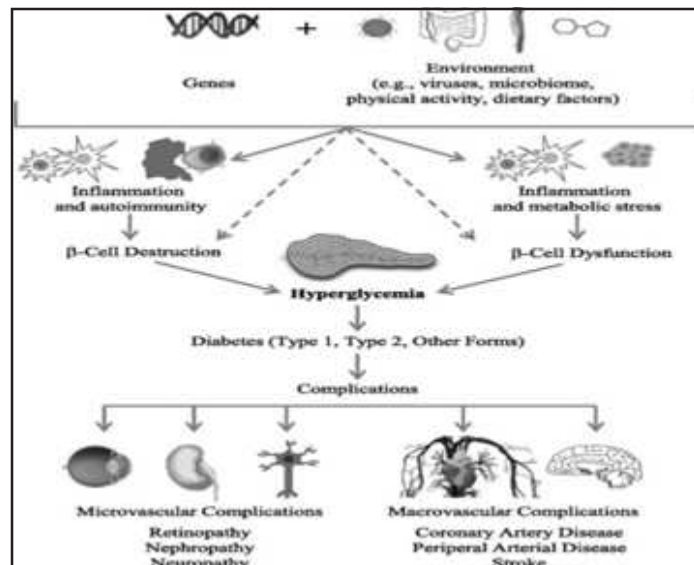 +
Genes
Environment
(e.g., viruses, microbiome,
physical activity, dietary factors)
Inflammation
and autoimmunity
Inflammation
and metabolic stress
β-Cell Destruction
β-Cell Dysfunction
Hyperglycemia
Diabetes (Type 1, Type 2, Other Forms)
Complications
Microvascular Complications
Macrovascular Complications
Retinopathy
Nephropathy
Neuropathy
Coronary Artery Disease
Periperal Arterial Disease
Stroke